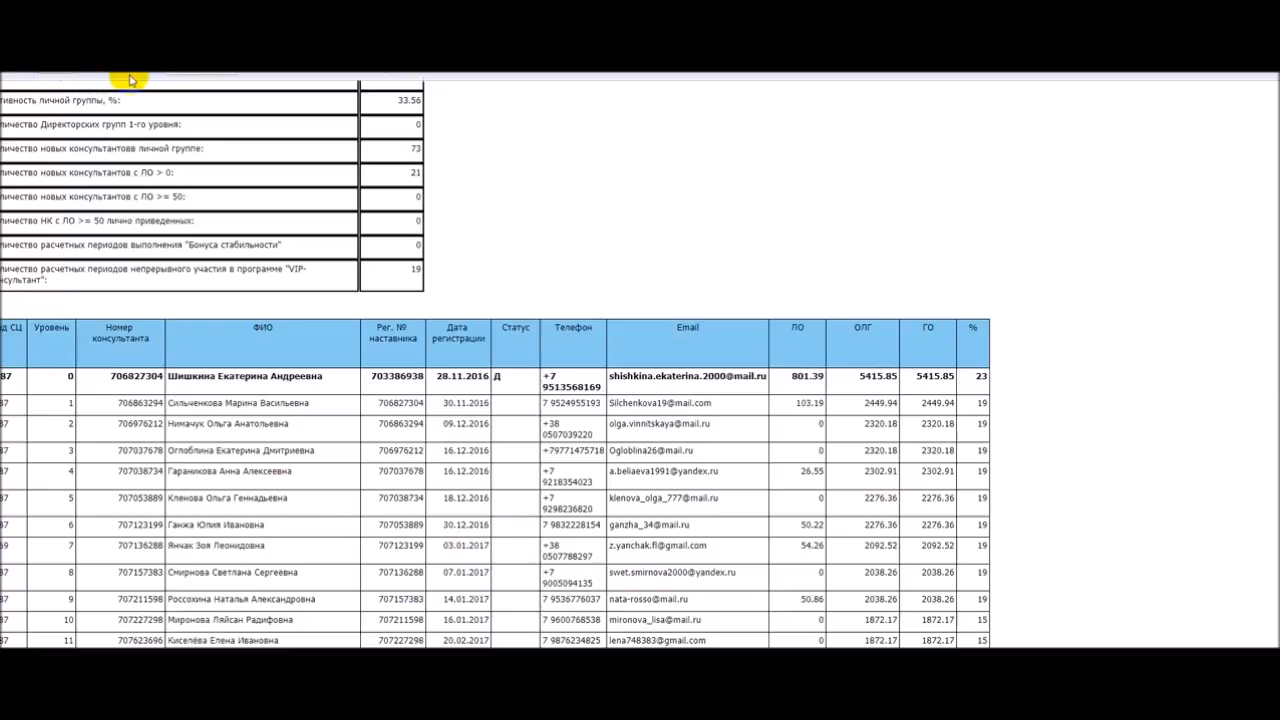 тивность личной группы, %: 33.56
личество Директорских групп 1-го уровня: 0
личество новых консультантовв личной группе: 73
личество новых консультантов с ЛО > 0: 21
личество новых консультантов с ЛО >= 50: 0
личество НК с ЛО >= 50 лично приведенных: 0
личество расчетных периодов выполнения "Бонуса стабильности" 0
личество расчетных периодов непрерывного участия в программе "VIP- 19
нсультант":
од СЦ Уровень Номер ФИО Рег. № Дата Статус Телефон Email ЛО ОЛГ ГО %
консультанта наставника регистрации
87 0 706827304 Шишкина Екатерина Андреевна 703386938 28.11.2016 Д +7 shishkina.ekaterina.2000@mail.ru 801.39 5415.85 5415.85 23
9513568169
87 1 706863294 Сильченкова Марина Васильевна 706827304 30.11.2016 7 9524955193 Silchenkova19@mail.com 103.19 2449.94 2449.94 19
87 2 706976212 Нимачук Ольга Анатольевна 706863294 09.12.2016 +38 olga.vinnitskaya@mail.ru 0 2320.18 2320.18 19
0507039220
87 3 707037678 Оглоблина Екатерина Дмитриевна 706976212 16.12.2016 +79771475718 Ogloblina26@mail.ru 0 2320.18 2320.18 19
87 4 707038734 Гараникова Анна Алексеевна 707037678 16.12.2016 +7 a.beliaeva1991@yandex.ru 26.55 2302.91 2302.91 19
9218354023
87 5 707053889 Кленова Ольга Геннадьевна 707038734 18.12.2016 +7 klenova_olga_777@mail.ru 0 2276.36 2276.36 19
9298236820
87 6 707123199 Ганжа Юлия Ивановна 707053889 30.12.2016 7 9832228154 ganzha_34@mail.ru 50.22 2276.36 2276.36 19
69 7 707136288 Янчак Зоя Леонидовна 707123199 03.01.2017 +38 z.yanchak.fl@gmail.com 54.26 2092.52 2092.52 19
0507788297
87 8 707157383 Смирнова Светлана Сергеевна 707136288 07.01.2017 +7 swet.smirnova2000@yandex.ru 0 2038.26 2038.26 19
9005094135
87 9 707211598 Россохина Наталья Александровна 707157383 14.01.2017 7 9536776037 nata-rosso@mail.ru 50.86 2038.26 2038.26 19
87 10 707227298 Миронова Ляйсан Радифовна 707211598 16.01.2017 7 9600768538 mironova_lisa@mail.ru 0 1872.17 1872.17 15
87 11 707623696 Киселёва Елена Ивановна 707227298 20.02.2017 7 9876234825 lena748383@gmail.com 0 1872.17 1872.17 15